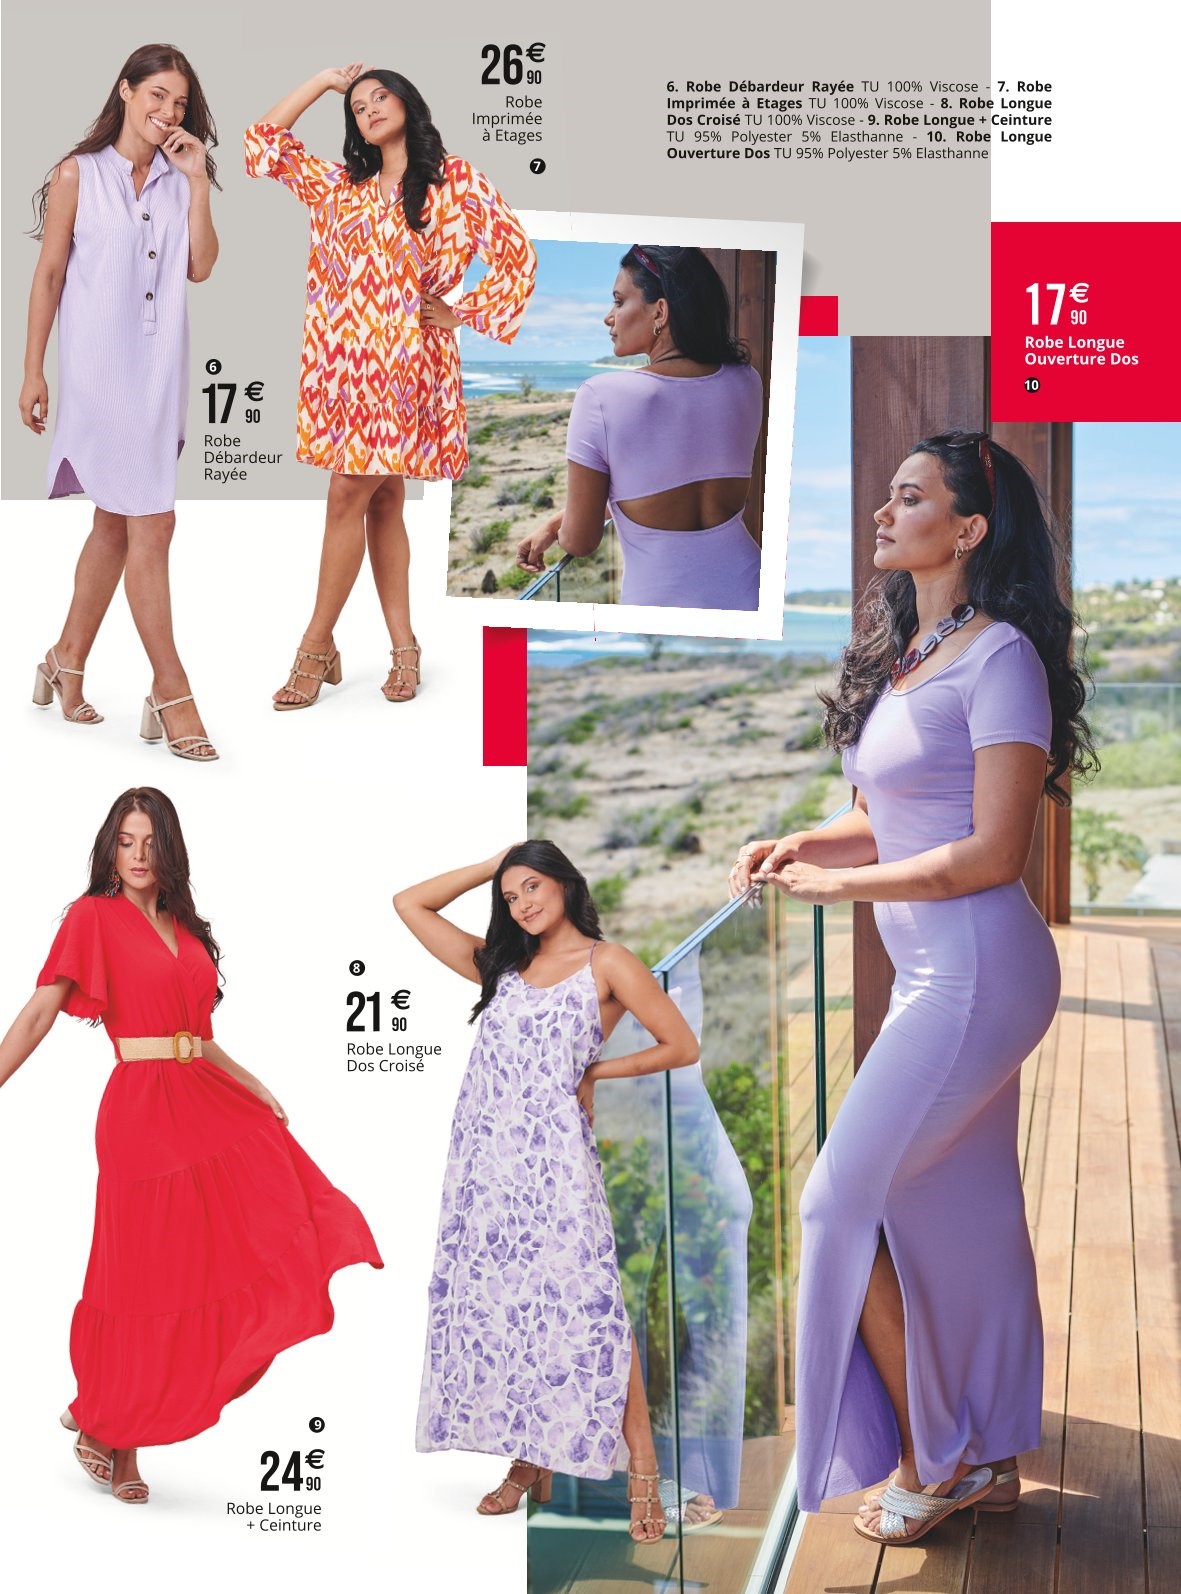 26€90
Robe
Imprimée
à Etages
7
6. Robe Débardeur Rayée TU 100% Viscose - 7. Robe
Imprimée à Etages TU 100% Viscose - 8. Robe Longue
Dos Croisé TU 100% Viscose - 9. Robe Longue + Ceinture
TU 95% Polyester 5% Elasthanne - 10. Robe Longue
Ouverture Dos TU 95% Polyester 5% Elasthanne
17€90
Robe Longue
Ouverture Dos
10
6
17€90
Robe
Débardeur
Rayée
8
21€90
Robe Longue
Dos Croisé
9
24€90
Robe Longue
+ Ceinture